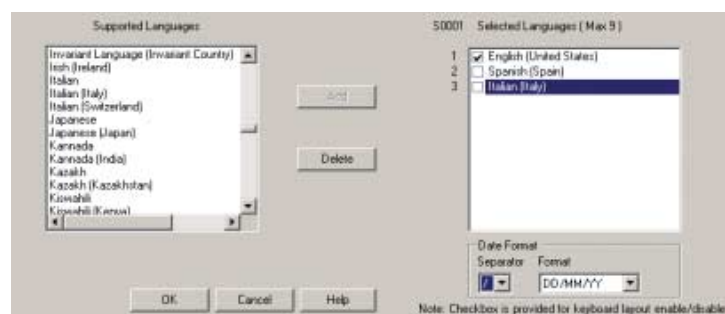 Supported Languages
Invariant Language (Invariant Country)
Irish (Ireland)
Italian
Italian (Italy)
Italian (Switzerland)
Japanese
Japanese (Japan)
Kannada
Kannada (India)
Kazakh
Kazakh (Kazakhstan)
Kiswahili
Kiswahili (Kenya)
Add
Delete
OK
Cancel
Help
S0001 Selected Languages ( Max 9 )
1 English (United States)
2 Spanish (Spain)
3 Italian (Italy)
Date Format
Separator Format
/ DD/MM/YY
Note: Checkbox is provided for keyboard layout enable/disable